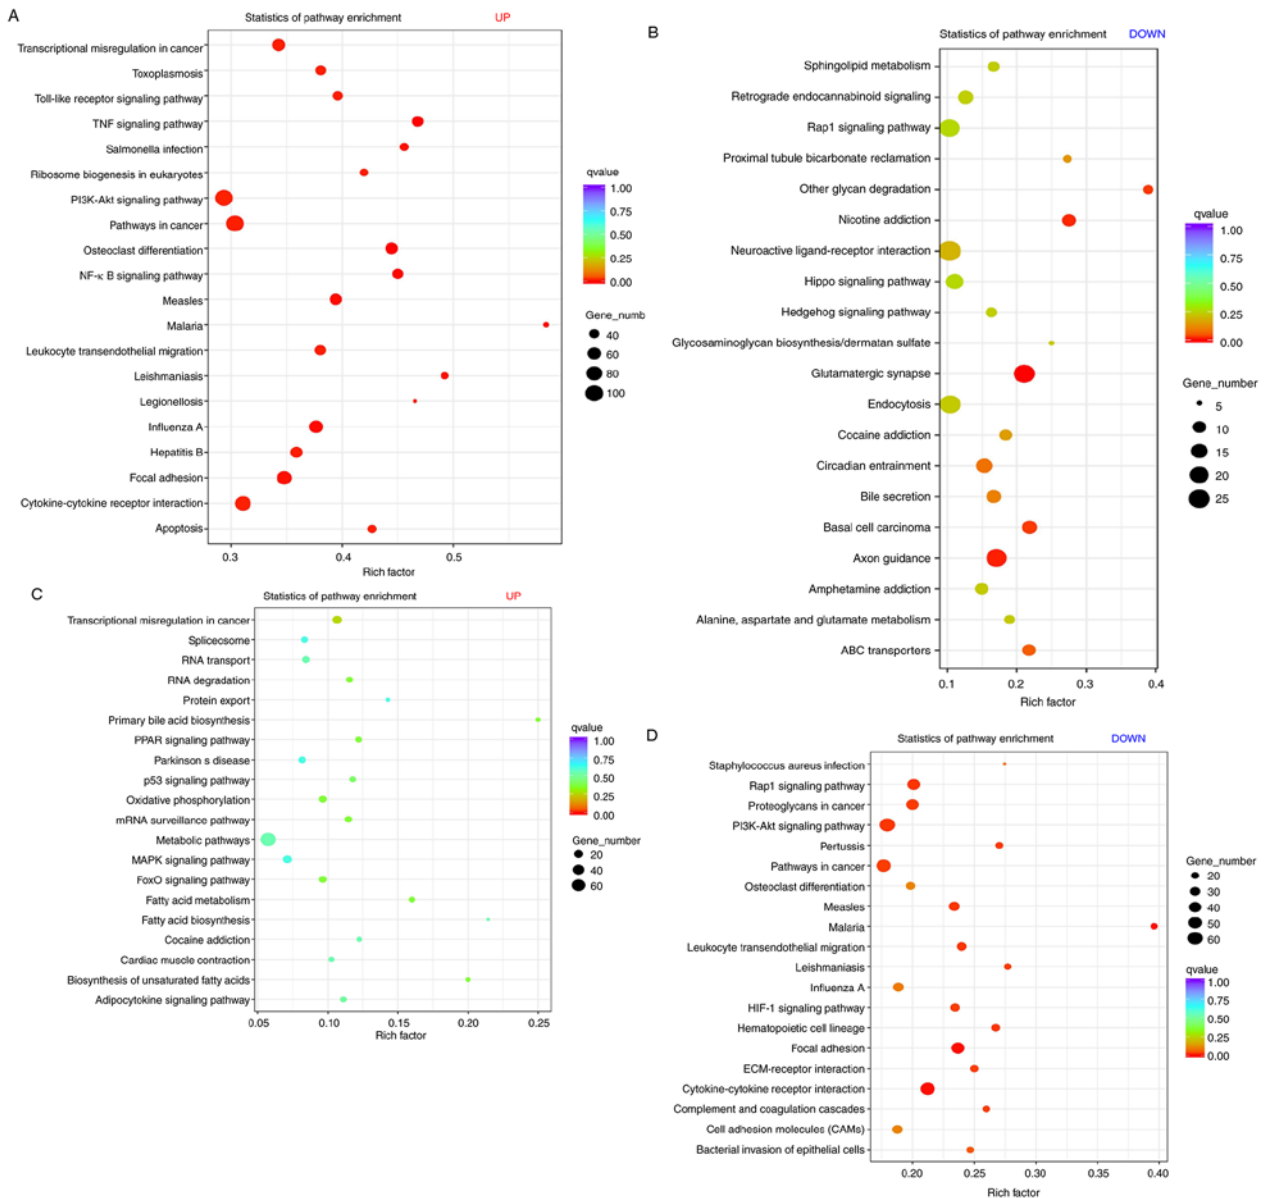 A
Statistics of pathway enrichment UP
Transcriptional misregulation in cancer
Toxoplasmosis
Toll-like receptor signaling pathway
TNF signaling pathway
Salmonella infection
Ribosome biogenesis in eukaryotes
PI3K-Akt signaling pathway
Pathways in cancer
Osteoclast differentiation
NF-κ B signaling pathway
Measles
Malaria
Leukocyte transendothelial migration
Leishmaniasis
Legionellosis
Influenza A
Hepatitis B
Focal adhesion
Cytokine-cytokine receptor interaction
Apoptosis
0.3 0.4 0.5
Rich factor
qvalue
1.00
0.75
0.50
0.25
0.00
Gene_numb
40
60
80
100
B
Statistics of pathway enrichment DOWN
Sphingolipid metabolism
Retrograde endocannabinoid signaling
Rap1 signaling pathway
Proximal tubule bicarbonate reclamation
Other glycan degradation
Nicotine addiction
Neuroactive ligand-receptor interaction
Hippo signaling pathway
Hedgehog signaling pathway
Glycosaminoglycan biosynthesis/dermatan sulfate
Glutamatergic synapse
Endocytosis
Cocaine addiction
Circadian entrainment
Bile secretion
Basal cell carcinoma
Axon guidance
Amphetamine addiction
Alanine, aspartate and glutamate metabolism
ABC transporters
0.1 0.2 0.2 0.4
Rich factor
qvalue
1.00
0.75
0.50
0.25
0.00
Gene_number
5
10
15
20
25
C
Statistics of pathway enrichment UP
Transcriptional misregulation in cancer
Spliceosome
RNA transport
RNA degradation
Protein export
Primary bile acid biosynthesis
PPAR signaling pathway
Parkinson s disease
p53 signaling pathway
Oxidative phosphorylation
mRNA surveillance pathway
Metabolic pathways
MAPK signaling pathway
FoxO signaling pathway
Fatty acid metabolism
Fatty acid biosynthesis
Cocaine addiction
Cardiac muscle contraction
Biosynthesis of unsaturated fatty acids
Adipocytokine signaling pathway
0.05 0.10 0.15 0.20 0.25
Rich factor
qvalue
1.00
0.75
0.50
0.25
0.00
Gene_number
20
40
60
D
Statistics of pathway enrichment DOWN
Staphylococcus aureus infection
Rap1 signaling pathway
Proteoglycans in cancer
PI3K-Akt signaling pathway
Pertussis
Pathways in cancer
Osteoclast differentiation
Measles
Malaria
Leukocyte transendothelial migration
Leishmaniasis
Influenza A
HIF-1 signaling pathway
Hematopoietic cell lineage
Focal adhesion
ECM-receptor interaction
Cytokine-cytokine receptor interaction
Complement and coagulation cascades
Cell adhesion molecules (CAMs)
Bacterial invasion of epithelial cells
0.20 0.25 0.30 0.35 0.40
Rich factor
Gene_number
20
30
40
50
60
qvalue
1.00
0.75
0.50
0.25
0.00